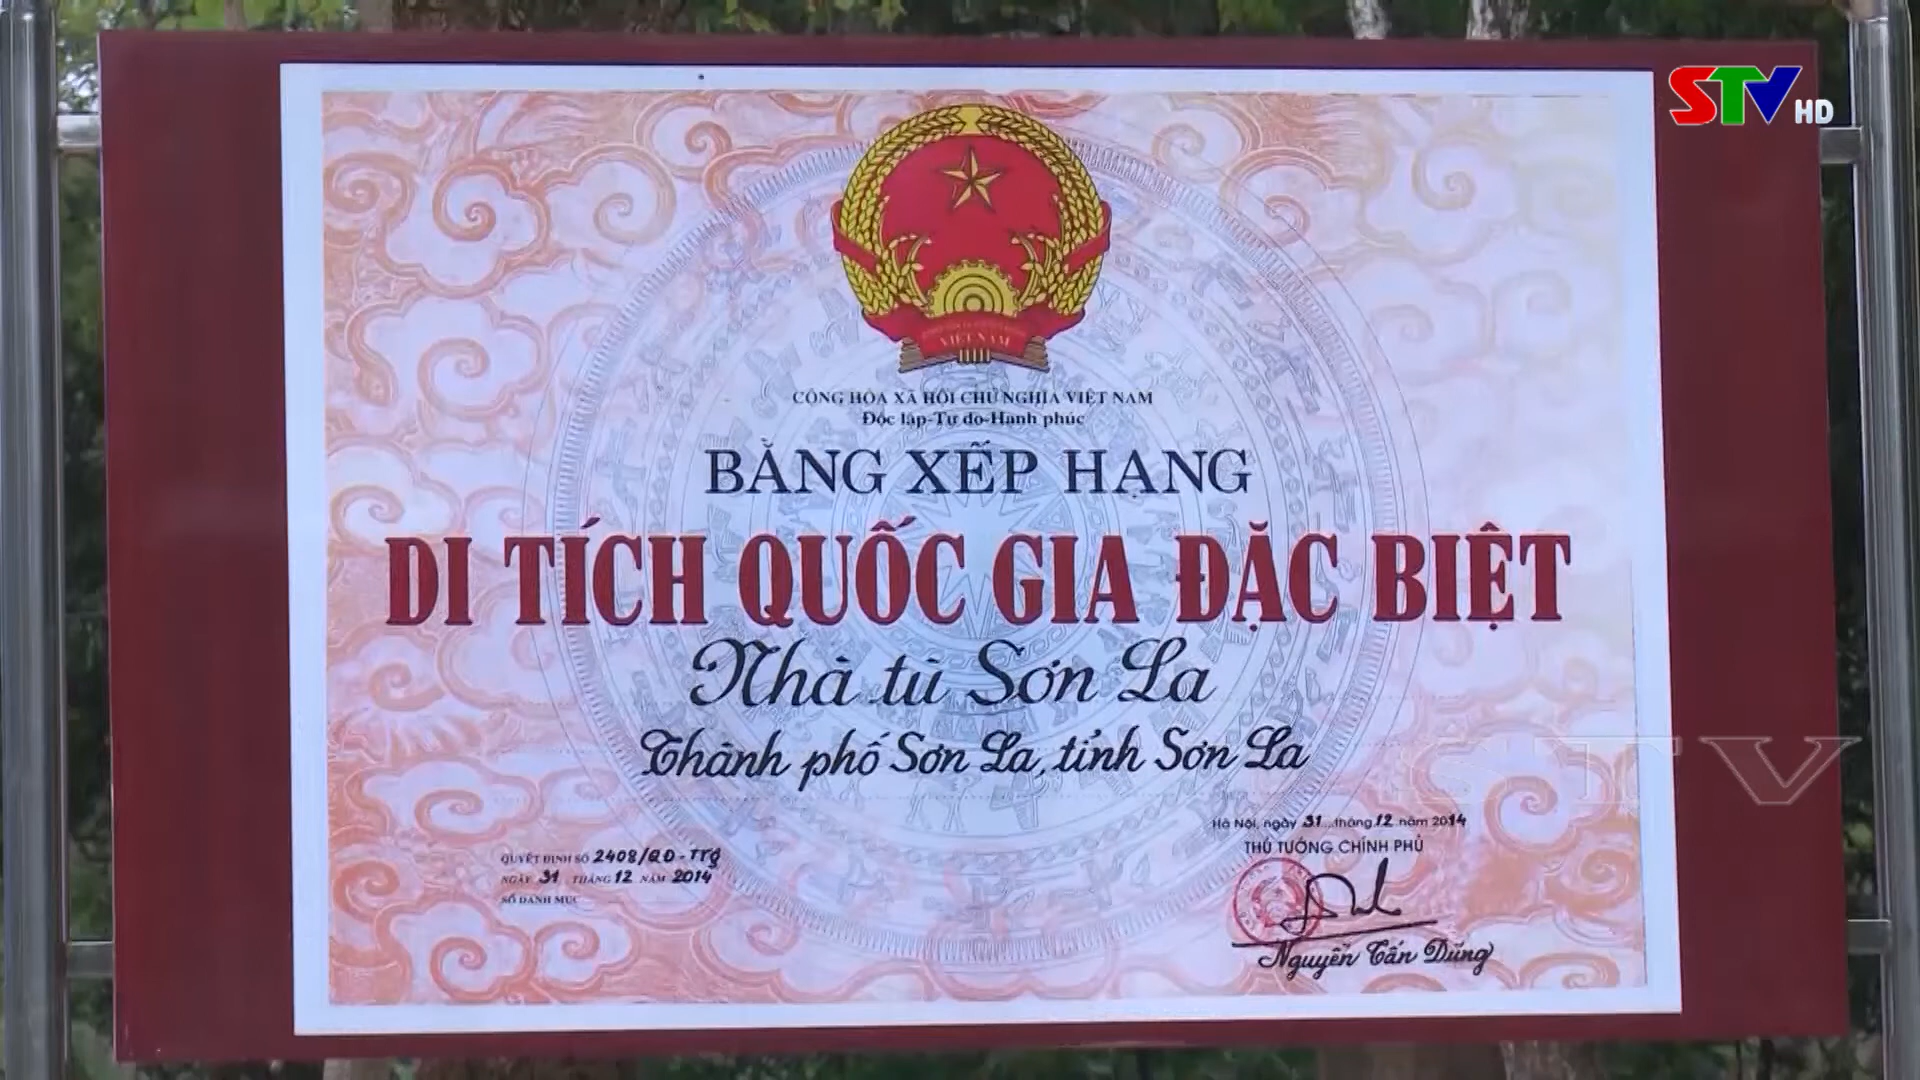 STV HD
VIỆT NAM
CỘNG HÒA XÃ HỘI CHỦ NGHĨA VIỆT NAM
Độc lập-Tự do-Hạnh phúc
BẰNG XẾP HẠNG
DI TÍCH QUỐC GIA ĐẶC BIỆT
Nhà tù Sơn La
Thành phố Sơn La, tỉnh Sơn La
STV
Hà Nội, ngày 31 tháng 12 năm 2014
THỦ TƯỚNG CHÍNH PHỦ
QUYẾT ĐỊNH SỐ 2408/QĐ-TTg
NGÀY 31 THÁNG 12 NĂM 2014
SỐ DANH MỤC
Nguyễn Tấn Dũng